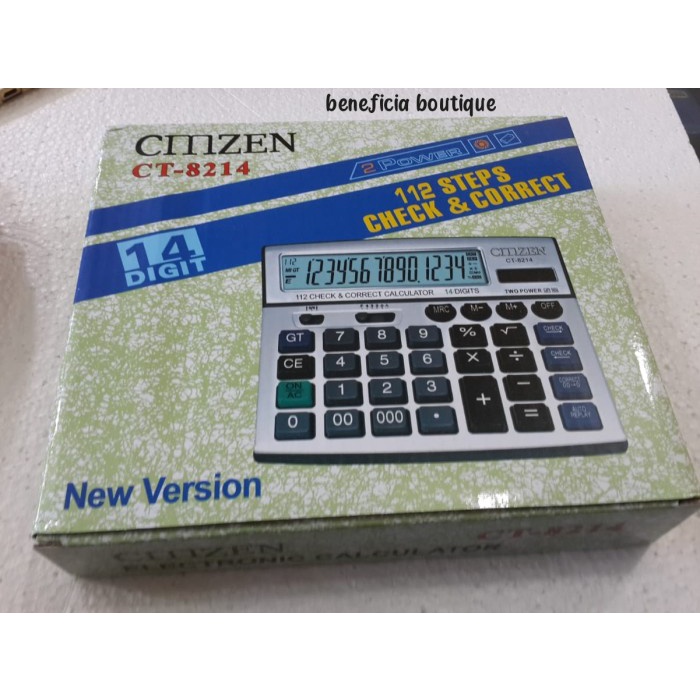 beneficia boutique
CITIZEN
CT-8214
2 POWER
112 STEPS
CHECK & CORRECT
14
DIGIT
12345678901234
CITIZEN
CT-8214
112 CHECK & CORRECT CALCULATOR 14 DIGITS
TWO POWER
MRC M- M+ OFF
GT 7 8 9 % √ CHECK
CE 4 5 6 × ÷ CHECK
ON AC 1 2 3 + − CORRECT
0 00 000 • = AUTO REPLAY
New Version
CITIZEN CT-8214
ELECTRONIC CALCULATOR